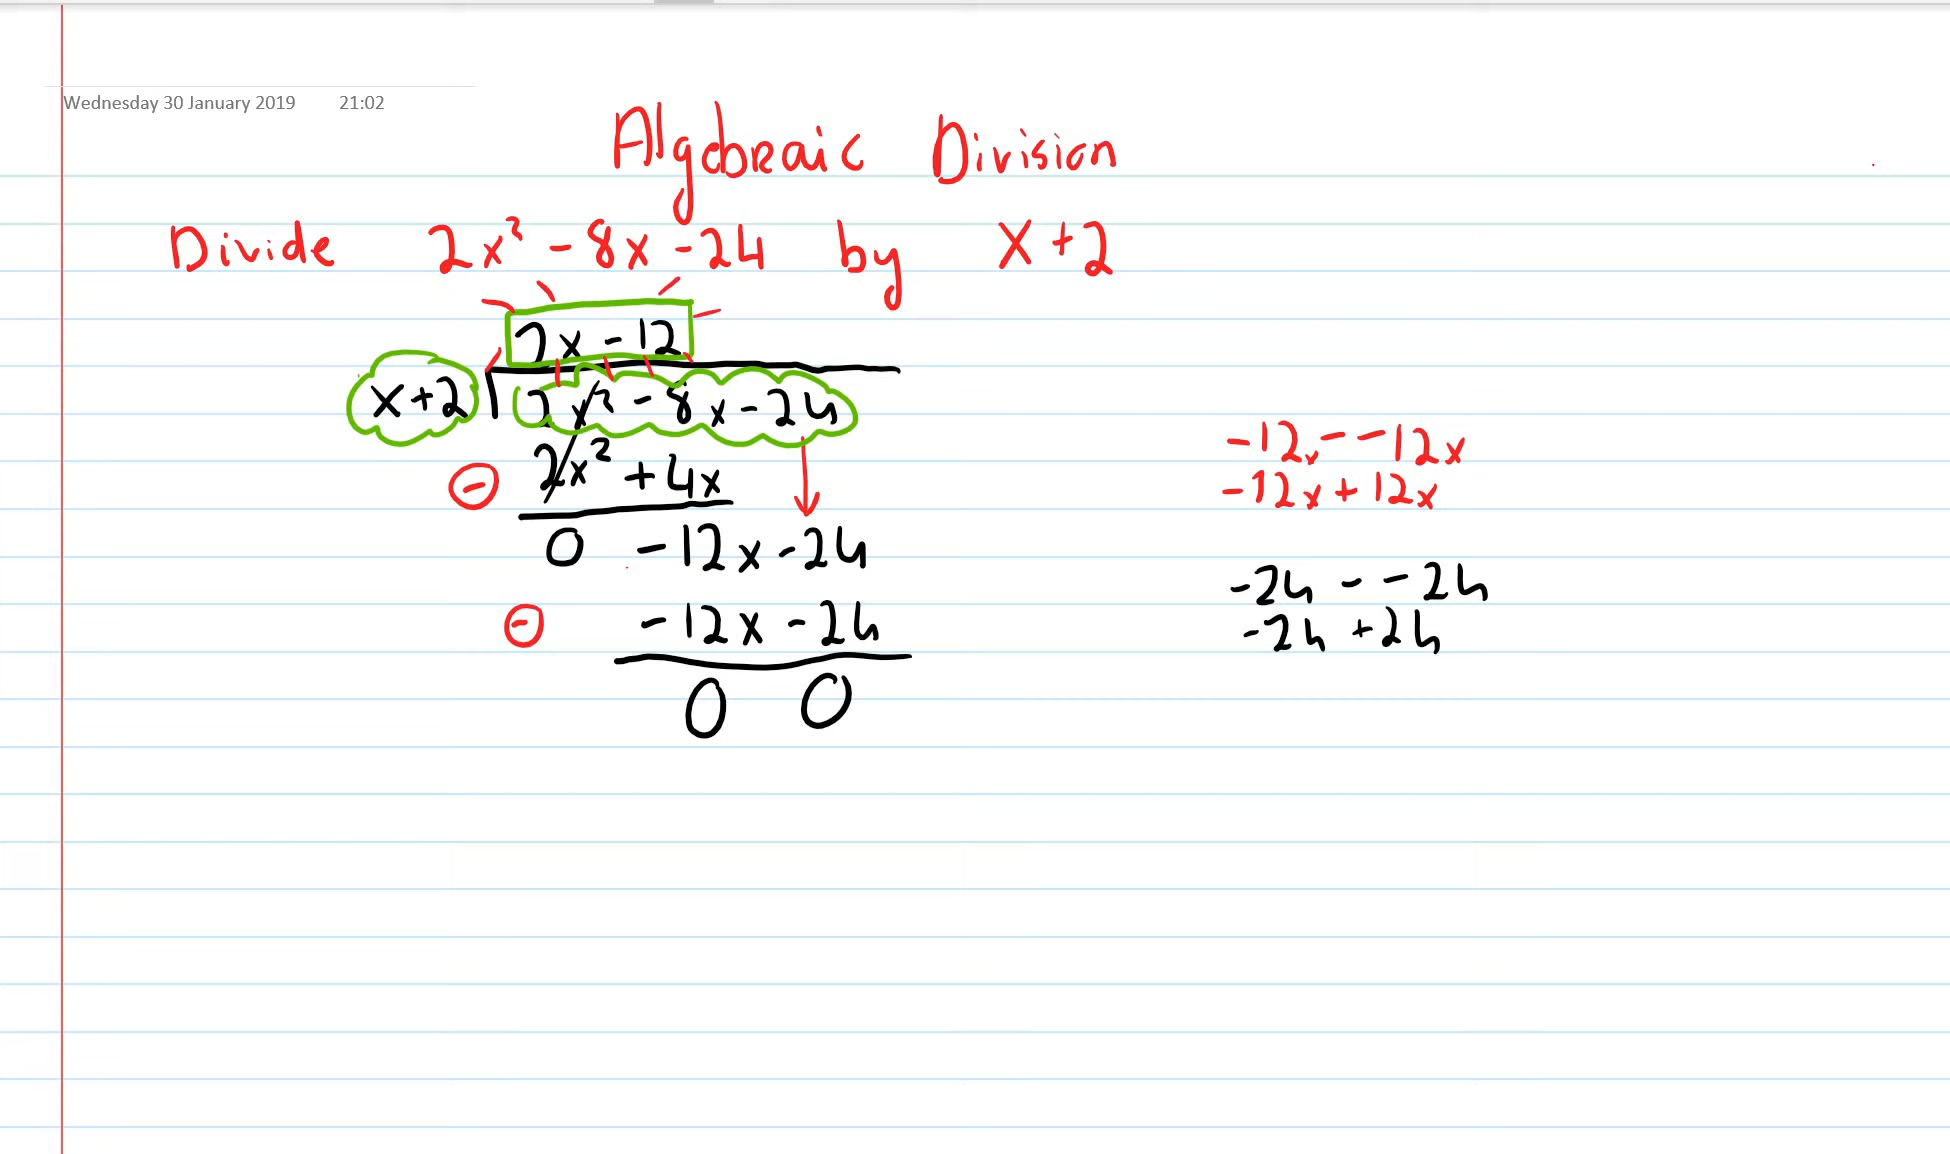 Wednesday 30 January 2019 21:02
Algebraic Division
Divide 2x² - 8x - 24 by x + 2
2x - 12
x + 2 2x² - 8x - 24
- 2x² + 4x
0 - 12x - 24
- - 12x - 24
0 0
-12x - -12x
-12x + 12x
-24 - -24
-24 + 24